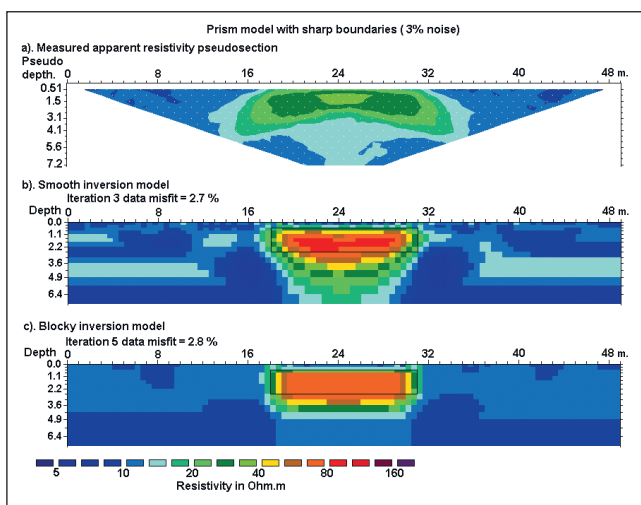 Prism model with sharp boundaries ( 3% noise)
a). Measured apparent resistivity pseudosection
Pseudo
depth. 0 8 16 24 32 40 48 m.
0.51
1.5
3.1
4.1
5.6
7.2
b). Smooth inversion model
Iteration 3 data misfit = 2.7 %
Depth 0 8 16 24 32 40 48 m.
0.0
1.1
2.4
3.6
4.9
6.4
c). Blocky inversion model
Iteration 5 data misfit = 2.8 %
Depth 0 8 16 24 32 40 48 m.
0.0
1.1
2.4
3.6
4.9
6.4
5 10 20 40 80 160
Resistivity in Ohm.m